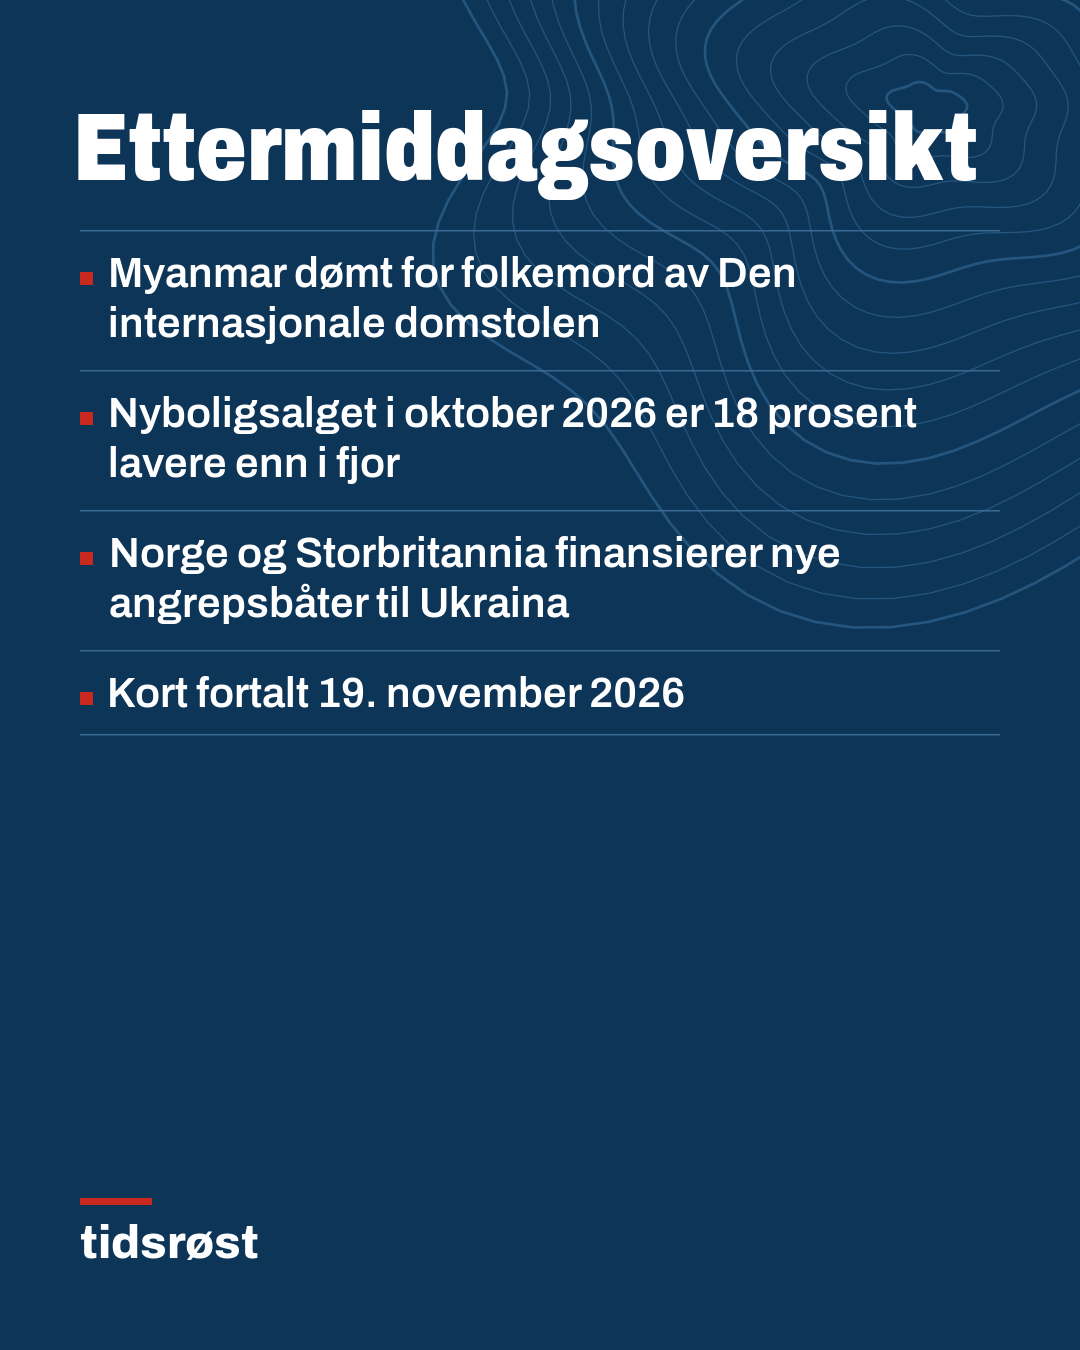 Ettermiddagsoversikt
Myanmar dømt for folkemord av Den
internasjonale domstolen
Nyboligsalget i oktober 2026 er 18 prosent
lavere enn i fjor
Norge og Storbritannia finansierer nye
angrepsbåter til Ukraina
Kort fortalt 19. november 2026
tidsrøst